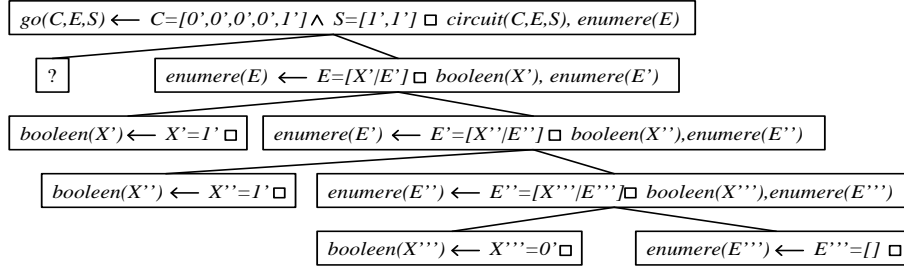 go(C,E,S) ← C=[0',0',0',0',1'] ∧ S=[1',1'] □ circuit(C,E,S), enumere(E)
? enumere(E) ← E=[X'|E'] □ booleen(X'), enumere(E')
booleen(X') ← X'=1' □ enumere(E') ← E'=[X''|E''] □ booleen(X''),enumere(E'')
booleen(X'') ← X''=1' □ enumere(E'') ← E''=[X'''|E'''] □ booleen(X'''),enumere(E''')
booleen(X''') ← X'''=0' □ enumere(E''') ← E'''=[] □